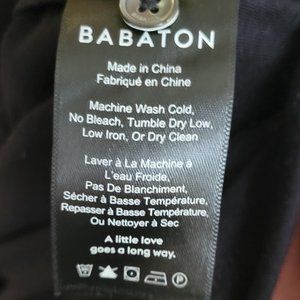 BABATON
Made in China
Fabriqué en Chine
Machine Wash Cold,
No Bleach, Tumble Dry Low,
Low Iron, Or Dry Clean
Laver à La Machine à
L'eau Froide,
Pas De Blanchiment,
Sécher à Basse Température,
Repasser à Basse Température,
Ou Nettoyer à Sec
A little love
goes a long way.